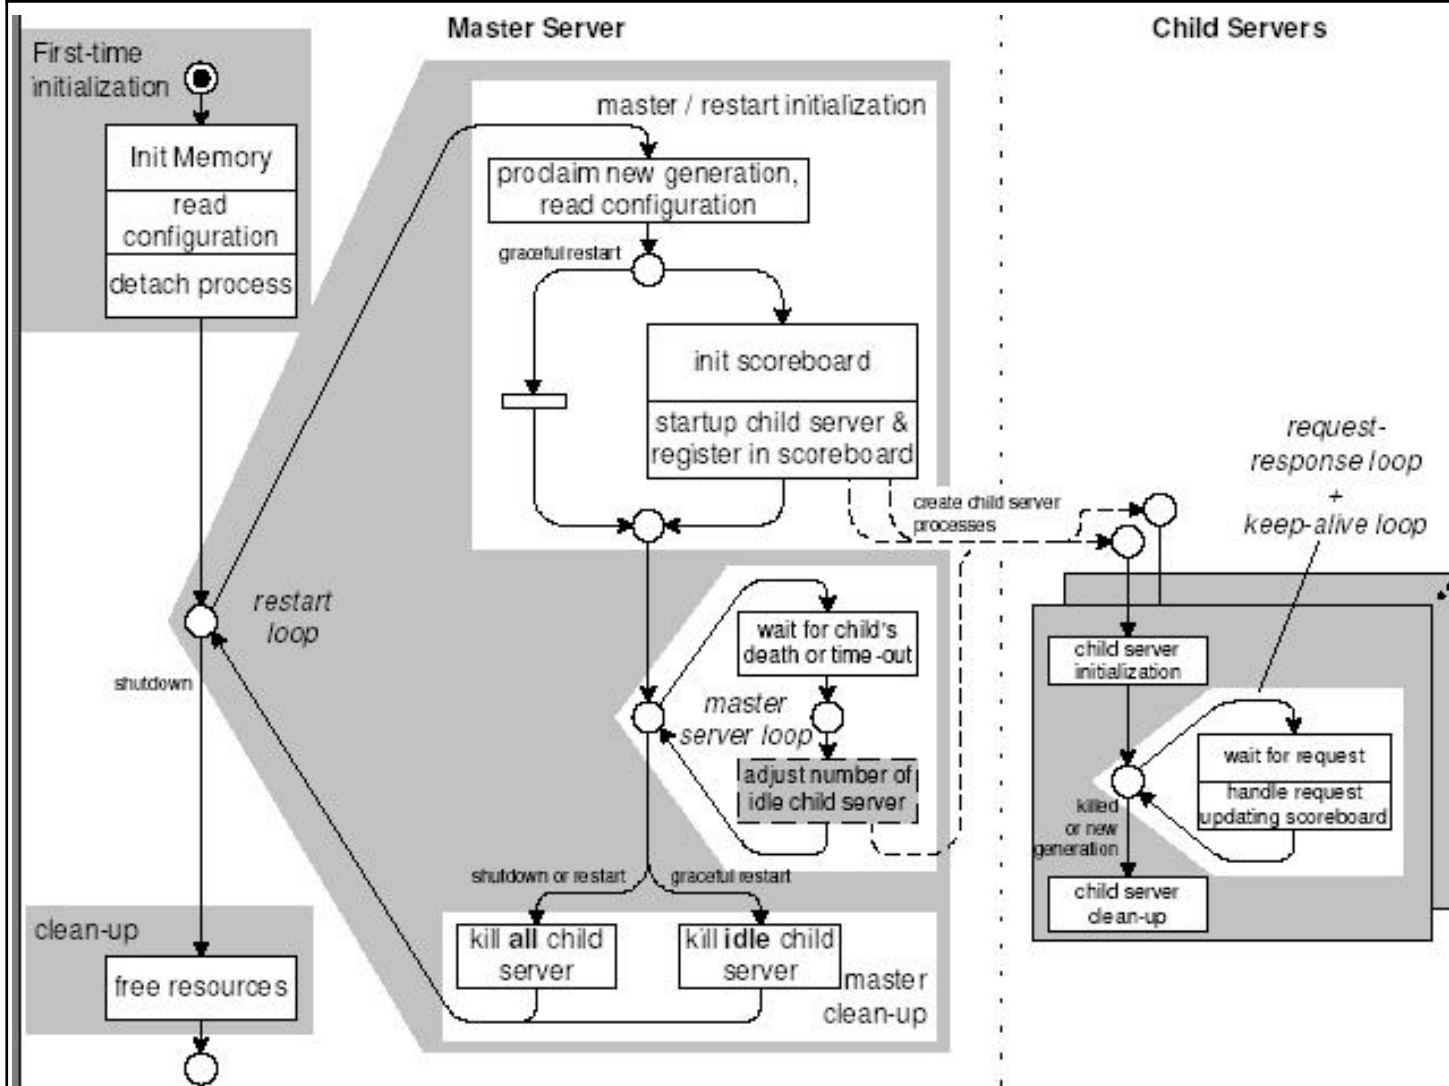 Master Server
Child Servers
First-time
initialization
Init Memory
read
configuration
detach process
master / restart initialization
proclaim new generation,
read configuration
graceful restart
init scoreboard
startup child server &
register in scoreboard
create child server
processes
request-
response loop
+
keep-alive loop
restart
loop
shutdown
wait for child's
death or time-out
master
server loop
adjust number of
idle child server
child server
initialization
wait for request
handle request
updating scoreboard
killed
or new
generation
child server
clean-up
shutdown or restart
graceful restart
kill all child
server
kill idle child
server
master
clean-up
clean-up
free resources